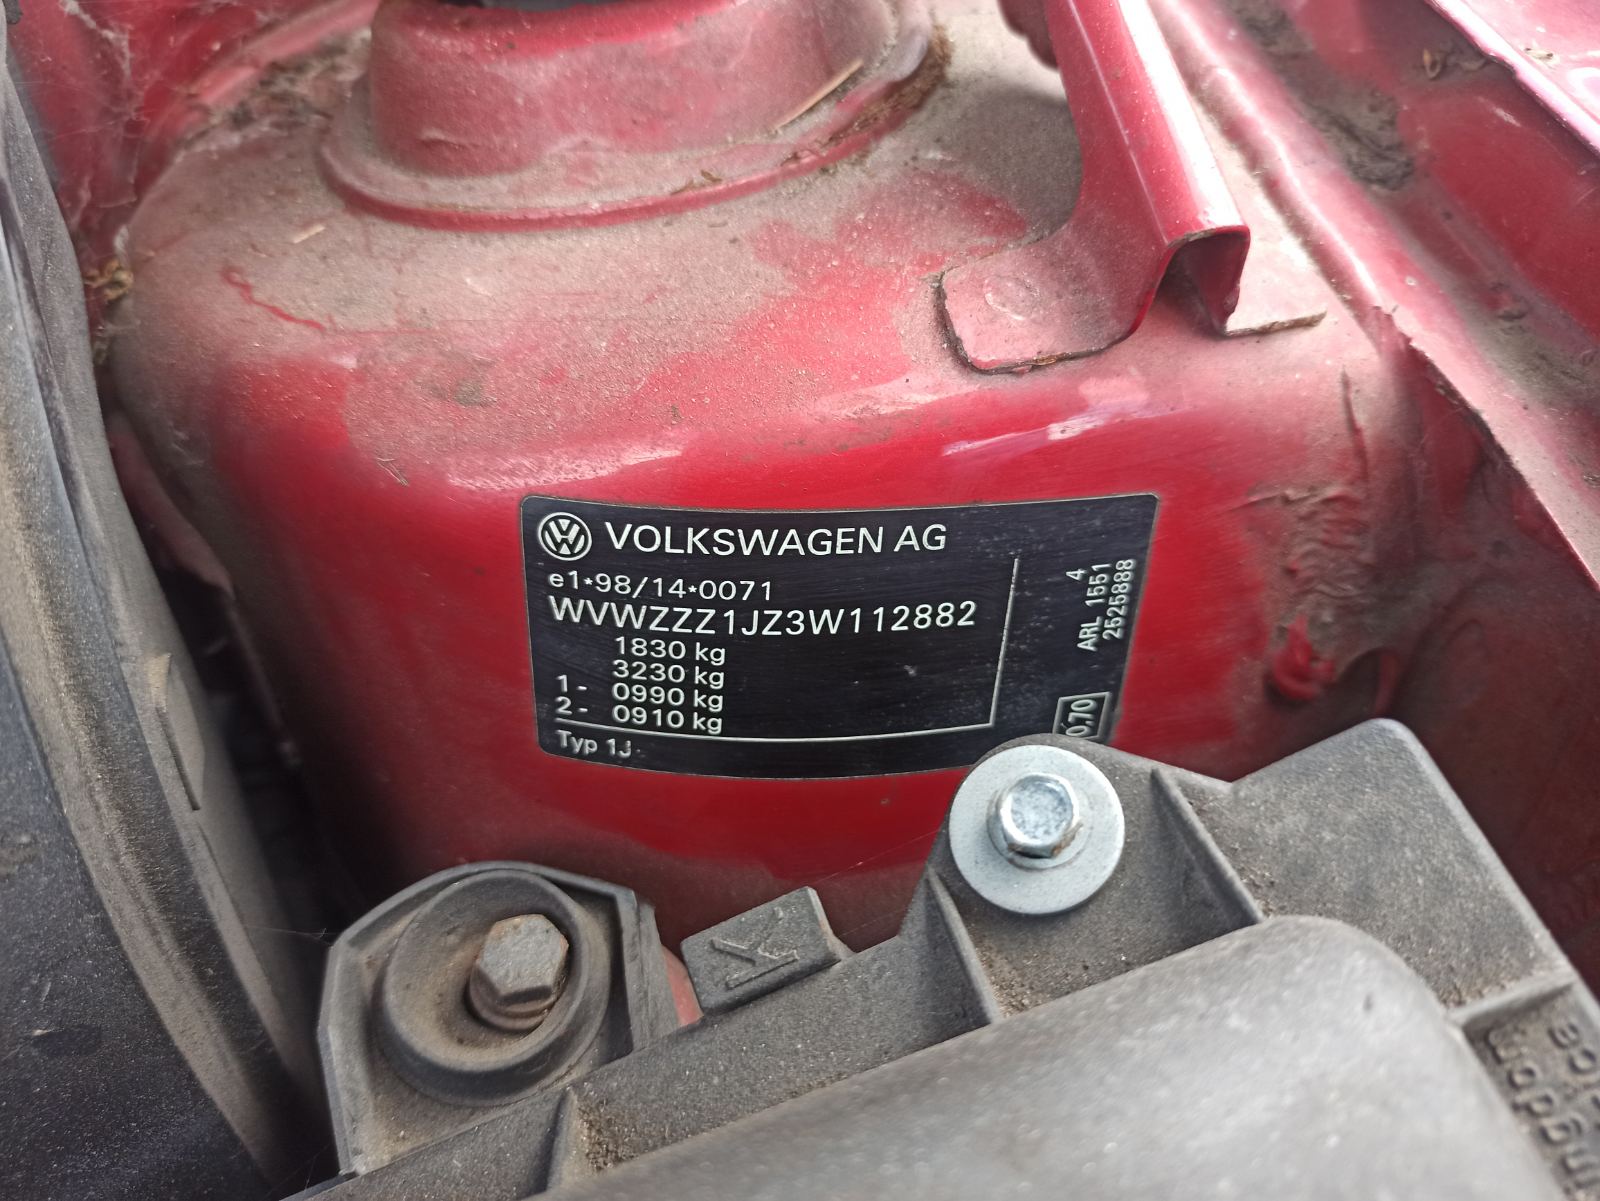 VOLKSWAGEN AG
e1*98/14*0071
WVWZZZ1JZ3W112882
1830 kg
3230 kg
1 - 0990 kg
2 - 0910 kg
Typ 1J
4
ARL 1551
2525888
0,70
K